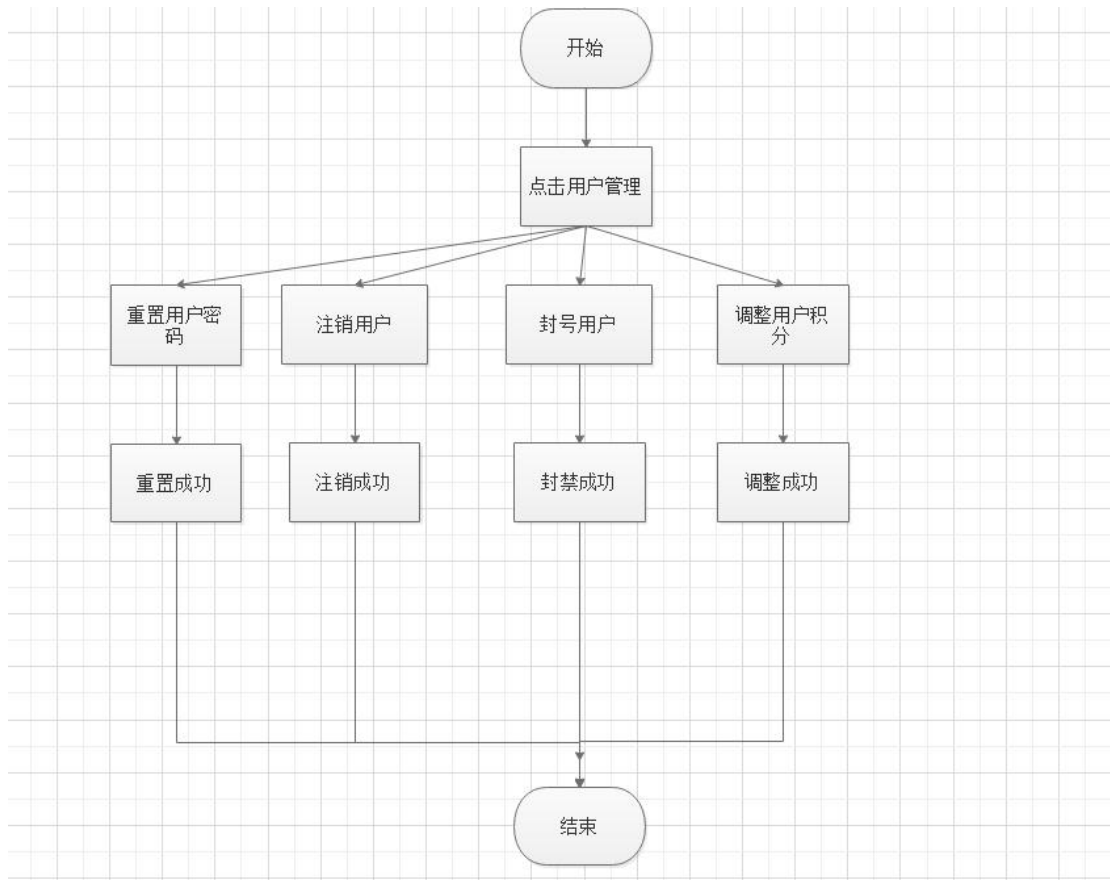 开始
点击用户管理
重置用户密
码
注销用户
封号用户
调整用户积
分
重置成功
注销成功
封禁成功
调整成功
结束